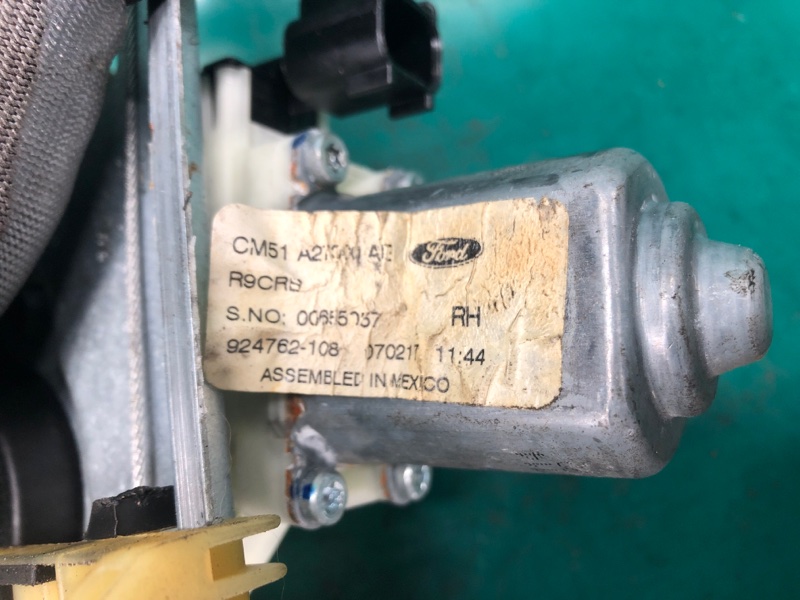 CM51 Ford
R9CRB
S.NO: RH
924762-108 11:44
ASSEMBLED IN MEXICO